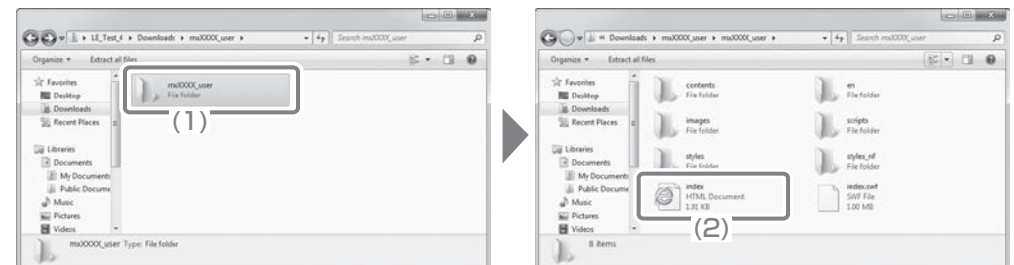 LE_Test_4 ▸ Downloads ▸ mxXXXX_user ▸
Search mxXXXX_user
Organize ▾ Extract all files
Favorites
Desktop
Downloads
Recent Places
Libraries
Documents
My Documents
Public Docume
Music
Pictures
Videos
mxXXXX_user
File folder
(1)
mxXXXX_user Type: File folder
« Downloads ▸ mxXXXX_user ▸ mxXXXX_user ▸
Search mxXXXX_user
Organize ▾ Extract all files
Favorites
Desktop
Downloads
Recent Places
Libraries
Documents
My Documents
Public Docume
Music
Pictures
Videos
contents
File folder
en
File folder
images
File folder
scripts
File folder
styles
File folder
styles_nf
File folder
index
HTML Document
1.91 KB
index.swf
SWF File
1.00 MB
(2)
8 items